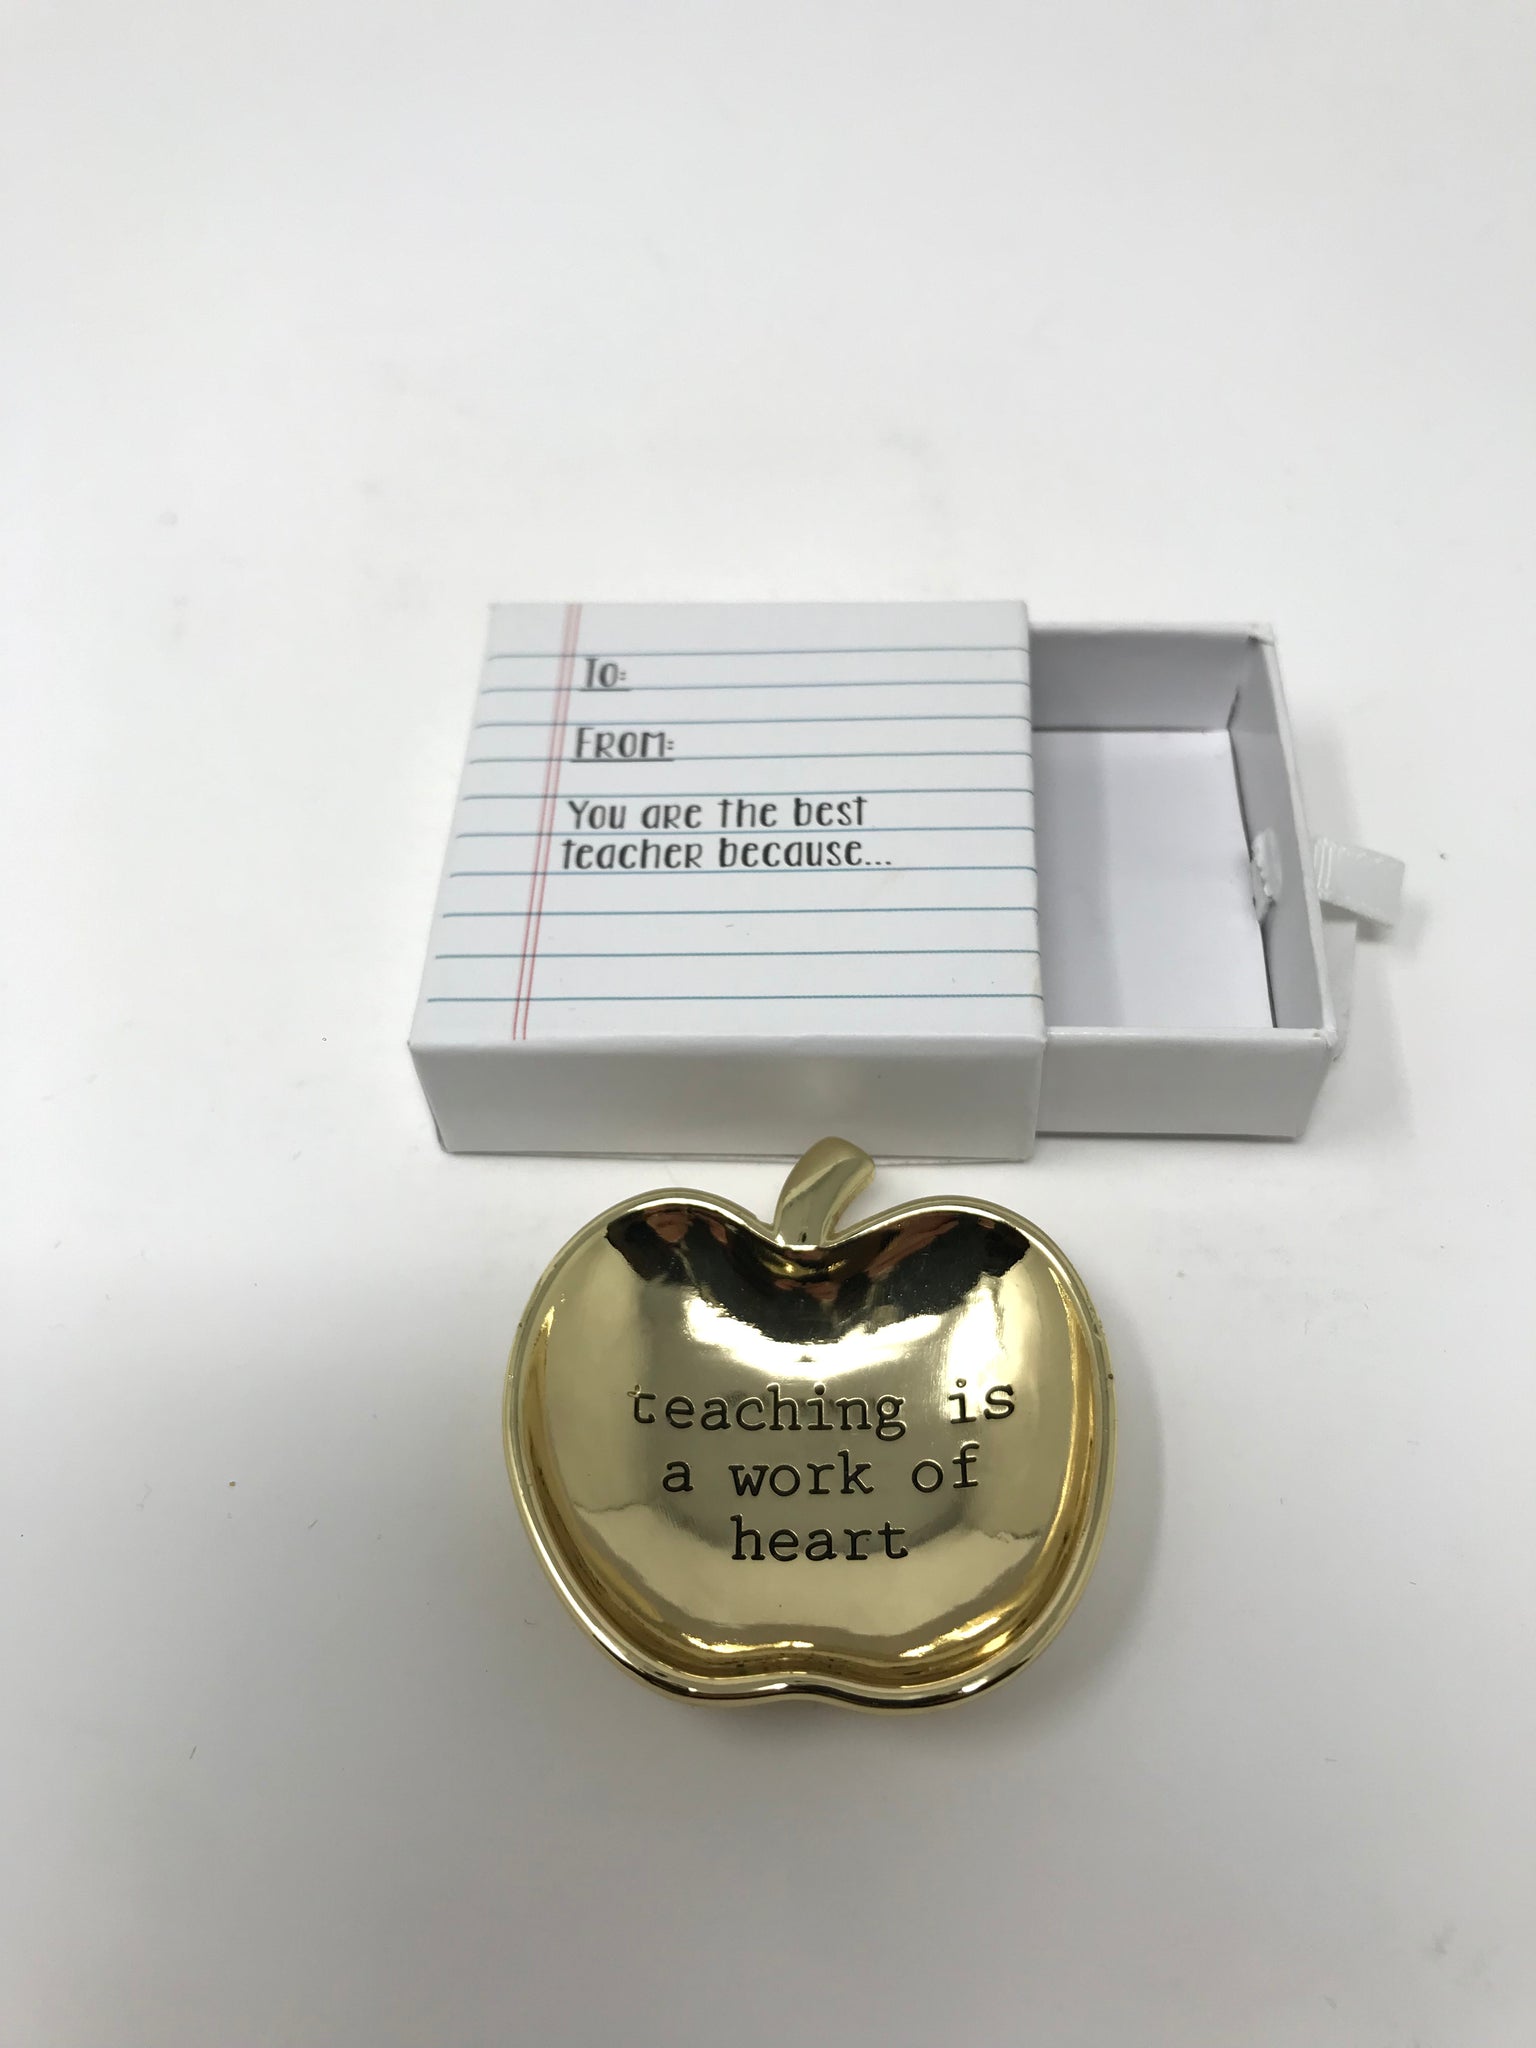 To:
From:
You are the best
teacher because...
teaching is
a work of
heart